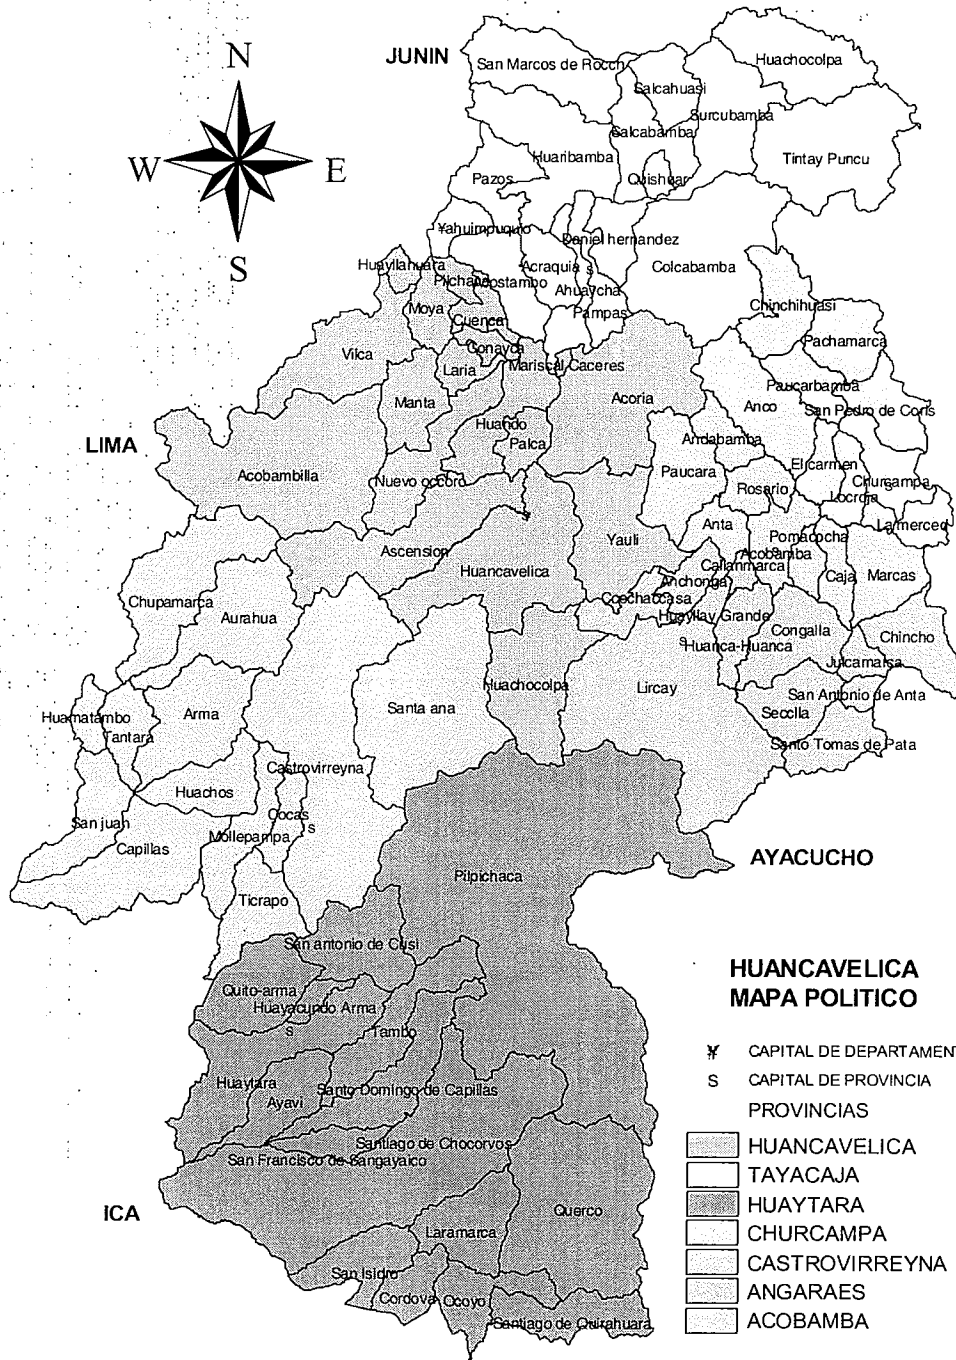 N
W
E
S
JUNIN
San Marcos de Rocch
Huachocolpa
Salcahuasi
Surcubamba
Salcabamba
Tintay Puncu
Huaribamba
Pazos
Quishuar
Yahuimpuquio
Daniel hernandez
Huayllahuara
Acraquia
S
Colcabamba
Pilchaca
Acostambo
Ahuaycha
Moya
Chinchihuasi
Cuenca
Pampas
Pachamarca
Vilca
Conayca
Laria
Mariscal Caceres
Paucarbamba
Manta
Acoria
Anco
San Pedro de Coris
Huando
Andabamba
LIMA
Palca
Acobambilla
Nuevo occoro
Paucara
El carmen
Churcampa
S
Rosario
Locroja
S
Anta
La merced
Pomacocha
Yauli
Ascension
Acobamba
S
Callanmarca
Huancavelica
Caja
Marcas
Anchonga
Chupamarca
Ccochaccasa
Aurahua
Huayllay Grande
Congalla
Chincho
S
Huanca-Huanca
Julcamarca
Huachocolpa
Lircay
San Antonio de Anta
Santa ana
Secclla
Huamatambo
Arma
Tantara
Santo Tomas de Pata
Castrovirreyna
Huachos
San juan
Cocas
S
Mollepampa
Capillas
AYACUCHO
Pilpichaca
Ticrapo
San antonio de Cusi
HUANCAVELICA
MAPA POLITICO
Quito-arma
Huayacundo Arma
S
Tambo
¥ CAPITAL DE DEPARTAMEN
S CAPITAL DE PROVINCIA
Huaytara
Santo Domingo de Capillas
Ayavi
PROVINCIAS
Santiago de Chocorvos
San Francisco de Sangayaico
HUANCAVELICA
TAYACAJA
ICA
Querco
HUAYTARA
Laramarca
CHURCAMPA
CASTROVIRREYNA
San Isidro
ANGARAES
Cordova
Ocoyo
Santiago de Quirahuara
ACOBAMBA